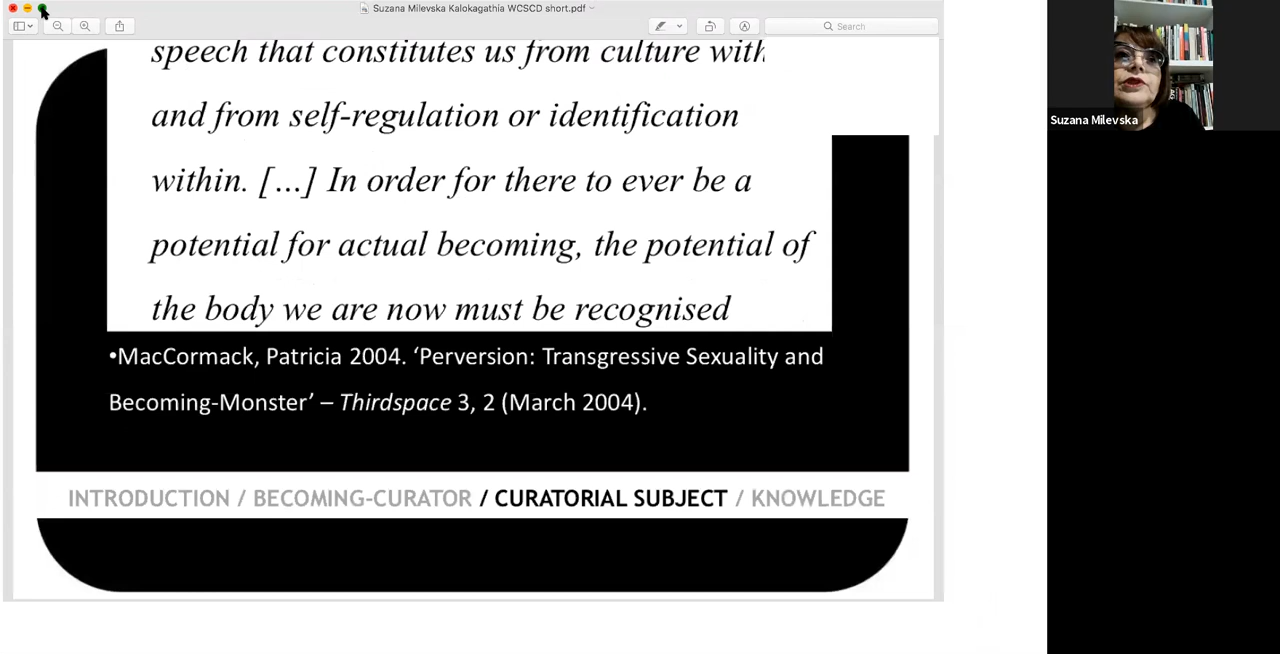 Suzana Milevska Kalokagathia WCSCD short.pdf
Search
speech that constitutes us from culture with
and from self-regulation or identification
within. [...] In order for there to ever be a
potential for actual becoming, the potential of
the body we are now must be recognised
•MacCormack, Patricia 2004. ‘Perversion: Transgressive Sexuality and
Becoming-Monster’ – Thirdspace 3, 2 (March 2004).
INTRODUCTION / BECOMING-CURATOR / CURATORIAL SUBJECT / KNOWLEDGE
Suzana Milevska